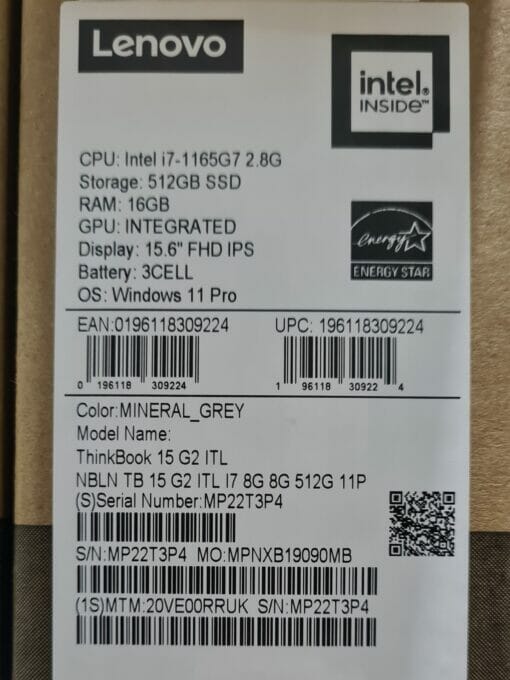 Lenovo
intel®
INSIDE™
CPU: Intel i7-1165G7 2.8G
Storage: 512GB SSD
RAM: 16GB
GPU: INTEGRATED
Display: 15.6" FHD IPS
Battery: 3CELL
OS: Windows 11 Pro
energy
ENERGY STAR
EAN:0196118309224 UPC: 196118309224
0 196118 309224 1 96118 30922 4
Color:MINERAL_GREY
Model Name:
ThinkBook 15 G2 ITL
NBLN TB 15 G2 ITL I7 8G 8G 512G 11P
(S)Serial Number:MP22T3P4
S/N:MP22T3P4 MO:MPNXB19090MB
(1S)MTM:20VE00RRUK S/N:MP22T3P4